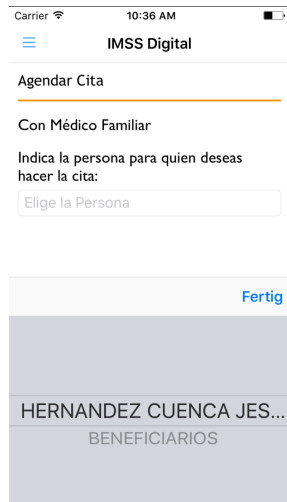 Carrier 10:36 AM
IMSS Digital
Agendar Cita
Con Médico Familiar
Indica la persona para quien deseas
hacer la cita:
Elige la Persona
Fertig
HERNANDEZ CUENCA JES...
BENEFICIARIOS